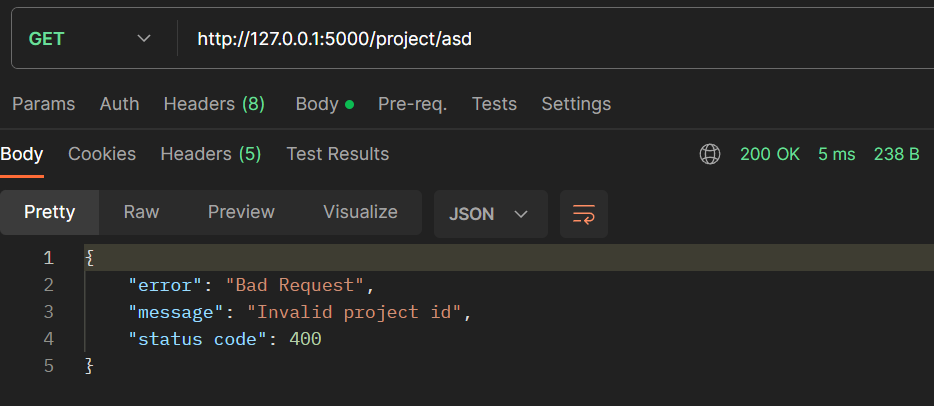 GET http://127.0.0.1:5000/project/asd
Params Auth Headers (8) Body Pre-req. Tests Settings
Body Cookies Headers (5) Test Results 200 OK 5 ms 238 B
Pretty Raw Preview Visualize JSON
1 {
2 "error": "Bad Request",
3 "message": "Invalid project id",
4 "status code": 400
5 }